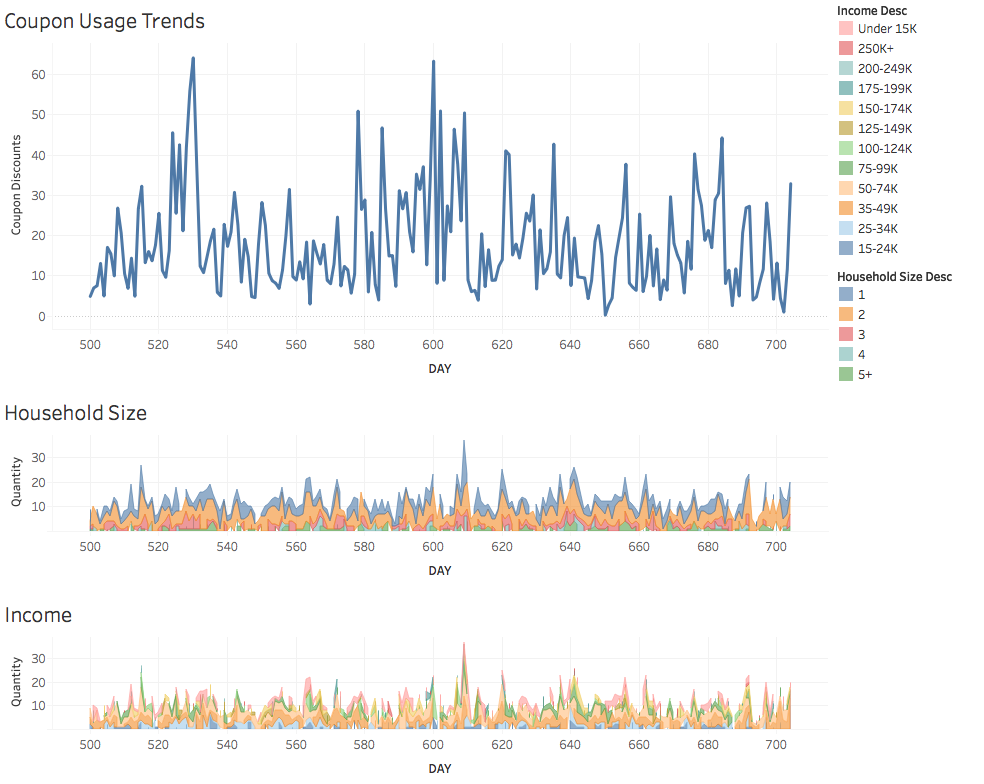 Coupon Usage Trends
Coupon Discounts
60
50
40
30
20
10
0
500 520 540 560 580 600 620 640 660 680 700
DAY
Income Desc
Under 15K
250K+
200-249K
175-199K
150-174K
125-149K
100-124K
75-99K
50-74K
35-49K
25-34K
15-24K
Household Size Desc
1
2
3
4
5+
Household Size
Quantity
30
20
10
500 520 540 560 580 600 620 640 660 680 700
DAY
Income
Quantity
30
20
10
500 520 540 560 580 600 620 640 660 680 700
DAY